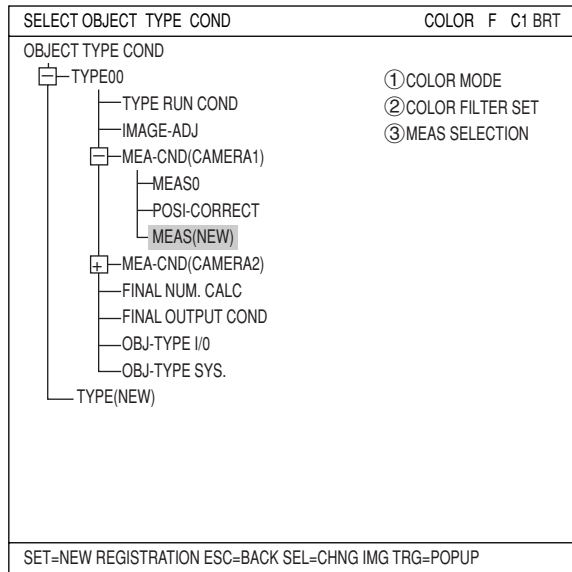 SELECT OBJECT TYPE COND COLOR F C1 BRT
OBJECT TYPE COND
TYPE00
TYPE RUN COND
IMAGE-ADJ
MEA-CND(CAMERA1)
MEAS0
POSI-CORRECT
MEAS(NEW)
MEA-CND(CAMERA2)
FINAL NUM. CALC
FINAL OUTPUT COND
OBJ-TYPE I/0
OBJ-TYPE SYS.
TYPE(NEW)
①COLOR MODE
②COLOR FILTER SET
③MEAS SELECTION
SET=NEW REGISTRATION ESC=BACK SEL=CHNG IMG TRG=POPUP